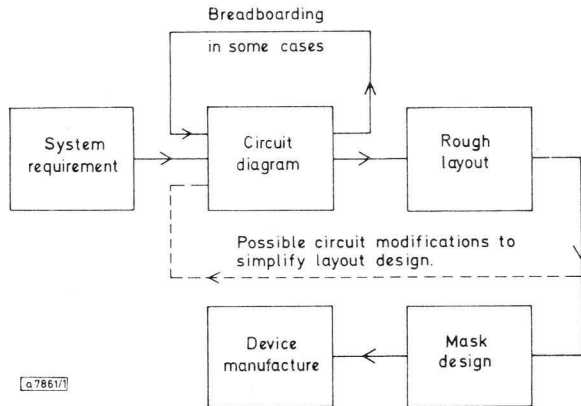 Breadboarding
in some cases
System
requirement
Circuit
diagram
Rough
layout
Possible circuit modifications to
simplify layout design.
Device
manufacture
Mask
design
a7861/1